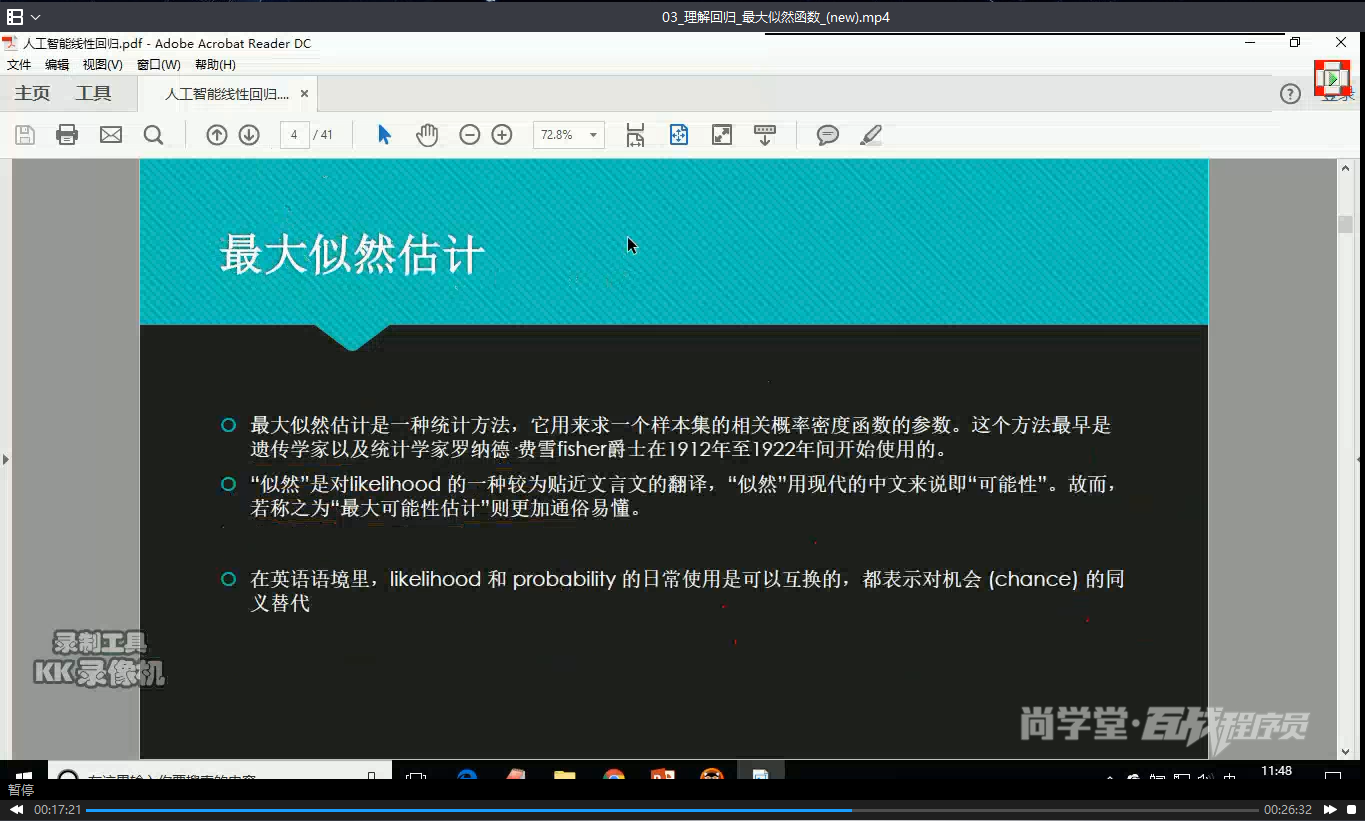 03_理解回归_最大似然函数_(new).mp4
人工智能线性回归.pdf - Adobe Acrobat Reader DC
文件 编辑 视图(V) 窗口(W) 帮助(H)
主页 工具 人工智能线性回归.... × ? 登录
4 / 41 72.8%
最大似然估计
最大似然估计是一种统计方法，它用来求一个样本集的相关概率密度函数的参数。这个方法最早是
遗传学家以及统计学家罗纳德·费雪fisher爵士在1912年至1922年间开始使用的。
“似然”是对likelihood 的一种较为贴近文言文的翻译，“似然”用现代的中文来说即“可能性”。故而，
若称之为“最大可能性估计”则更加通俗易懂。
在英语语境里，likelihood 和 probability 的日常使用是可以互换的，都表示对机会 (chance) 的同
义替代
录制工具
KK录像机
尚学堂·百战程序员
在这里输入你要搜索的内容
中
11:48
暂停
00:17:21 00:26:32